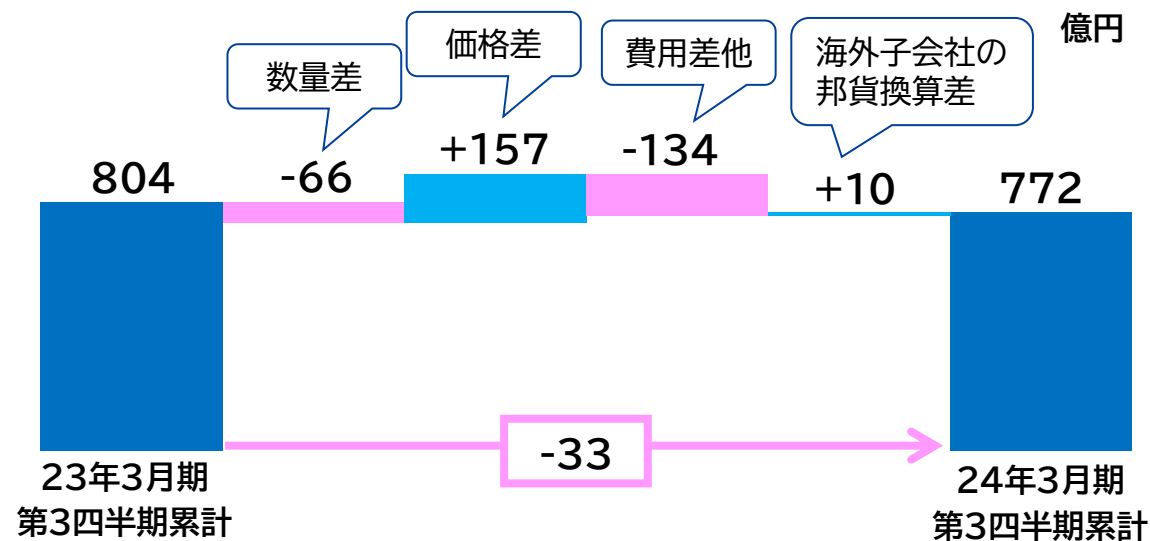 億円
数量差
価格差
費用差他
海外子会社の
邦貨換算差
804
-66
+157
-134
+10
772
-33
23年3月期
第3四半期累計
24年3月期
第3四半期累計